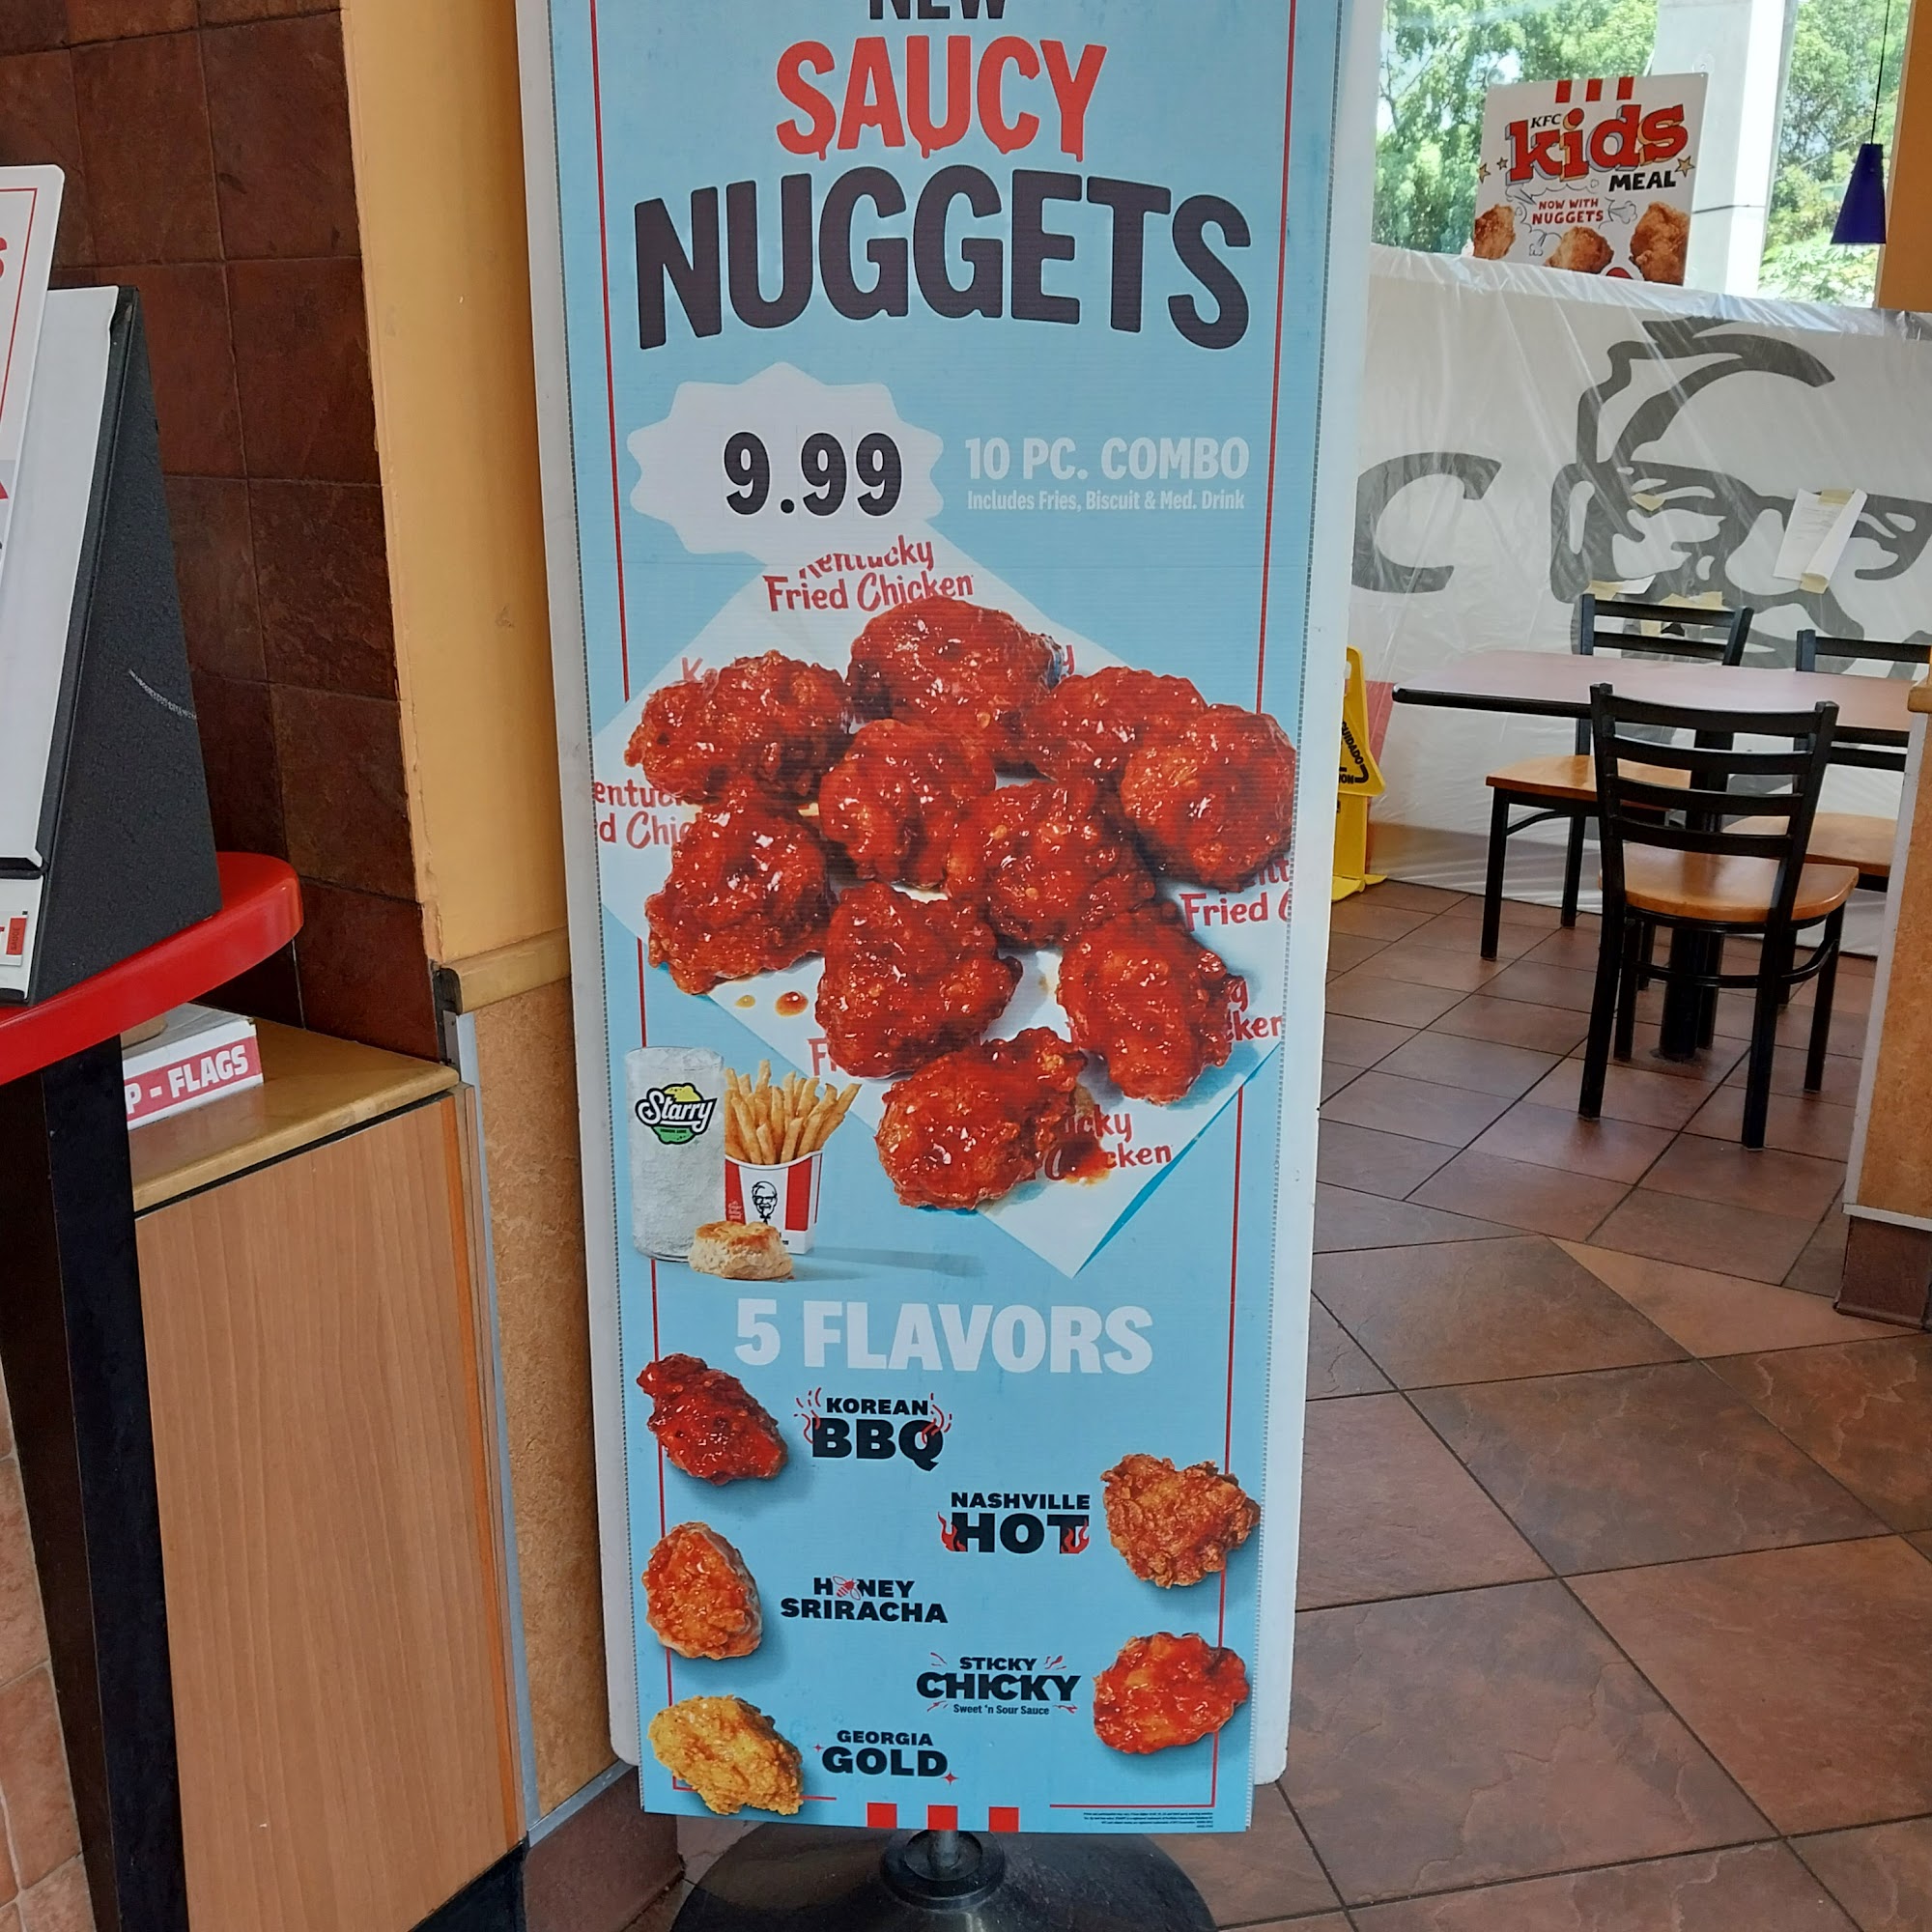 NEW
SAUCY
NUGGETS
9.99
10 PC. COMBO
Includes Fries, Biscuit & Med. Drink
Kentucky
Fried Chicken
Starry
5 FLAVORS
KOREAN
BBQ
NASHVILLE
HOT
HONEY
SRIRACHA
STICKY
CHICKY
Sweet 'n Sour Sauce
GEORGIA
GOLD
KFC
kids
MEAL
NOW WITH
NUGGETS
C
P - FLAGS